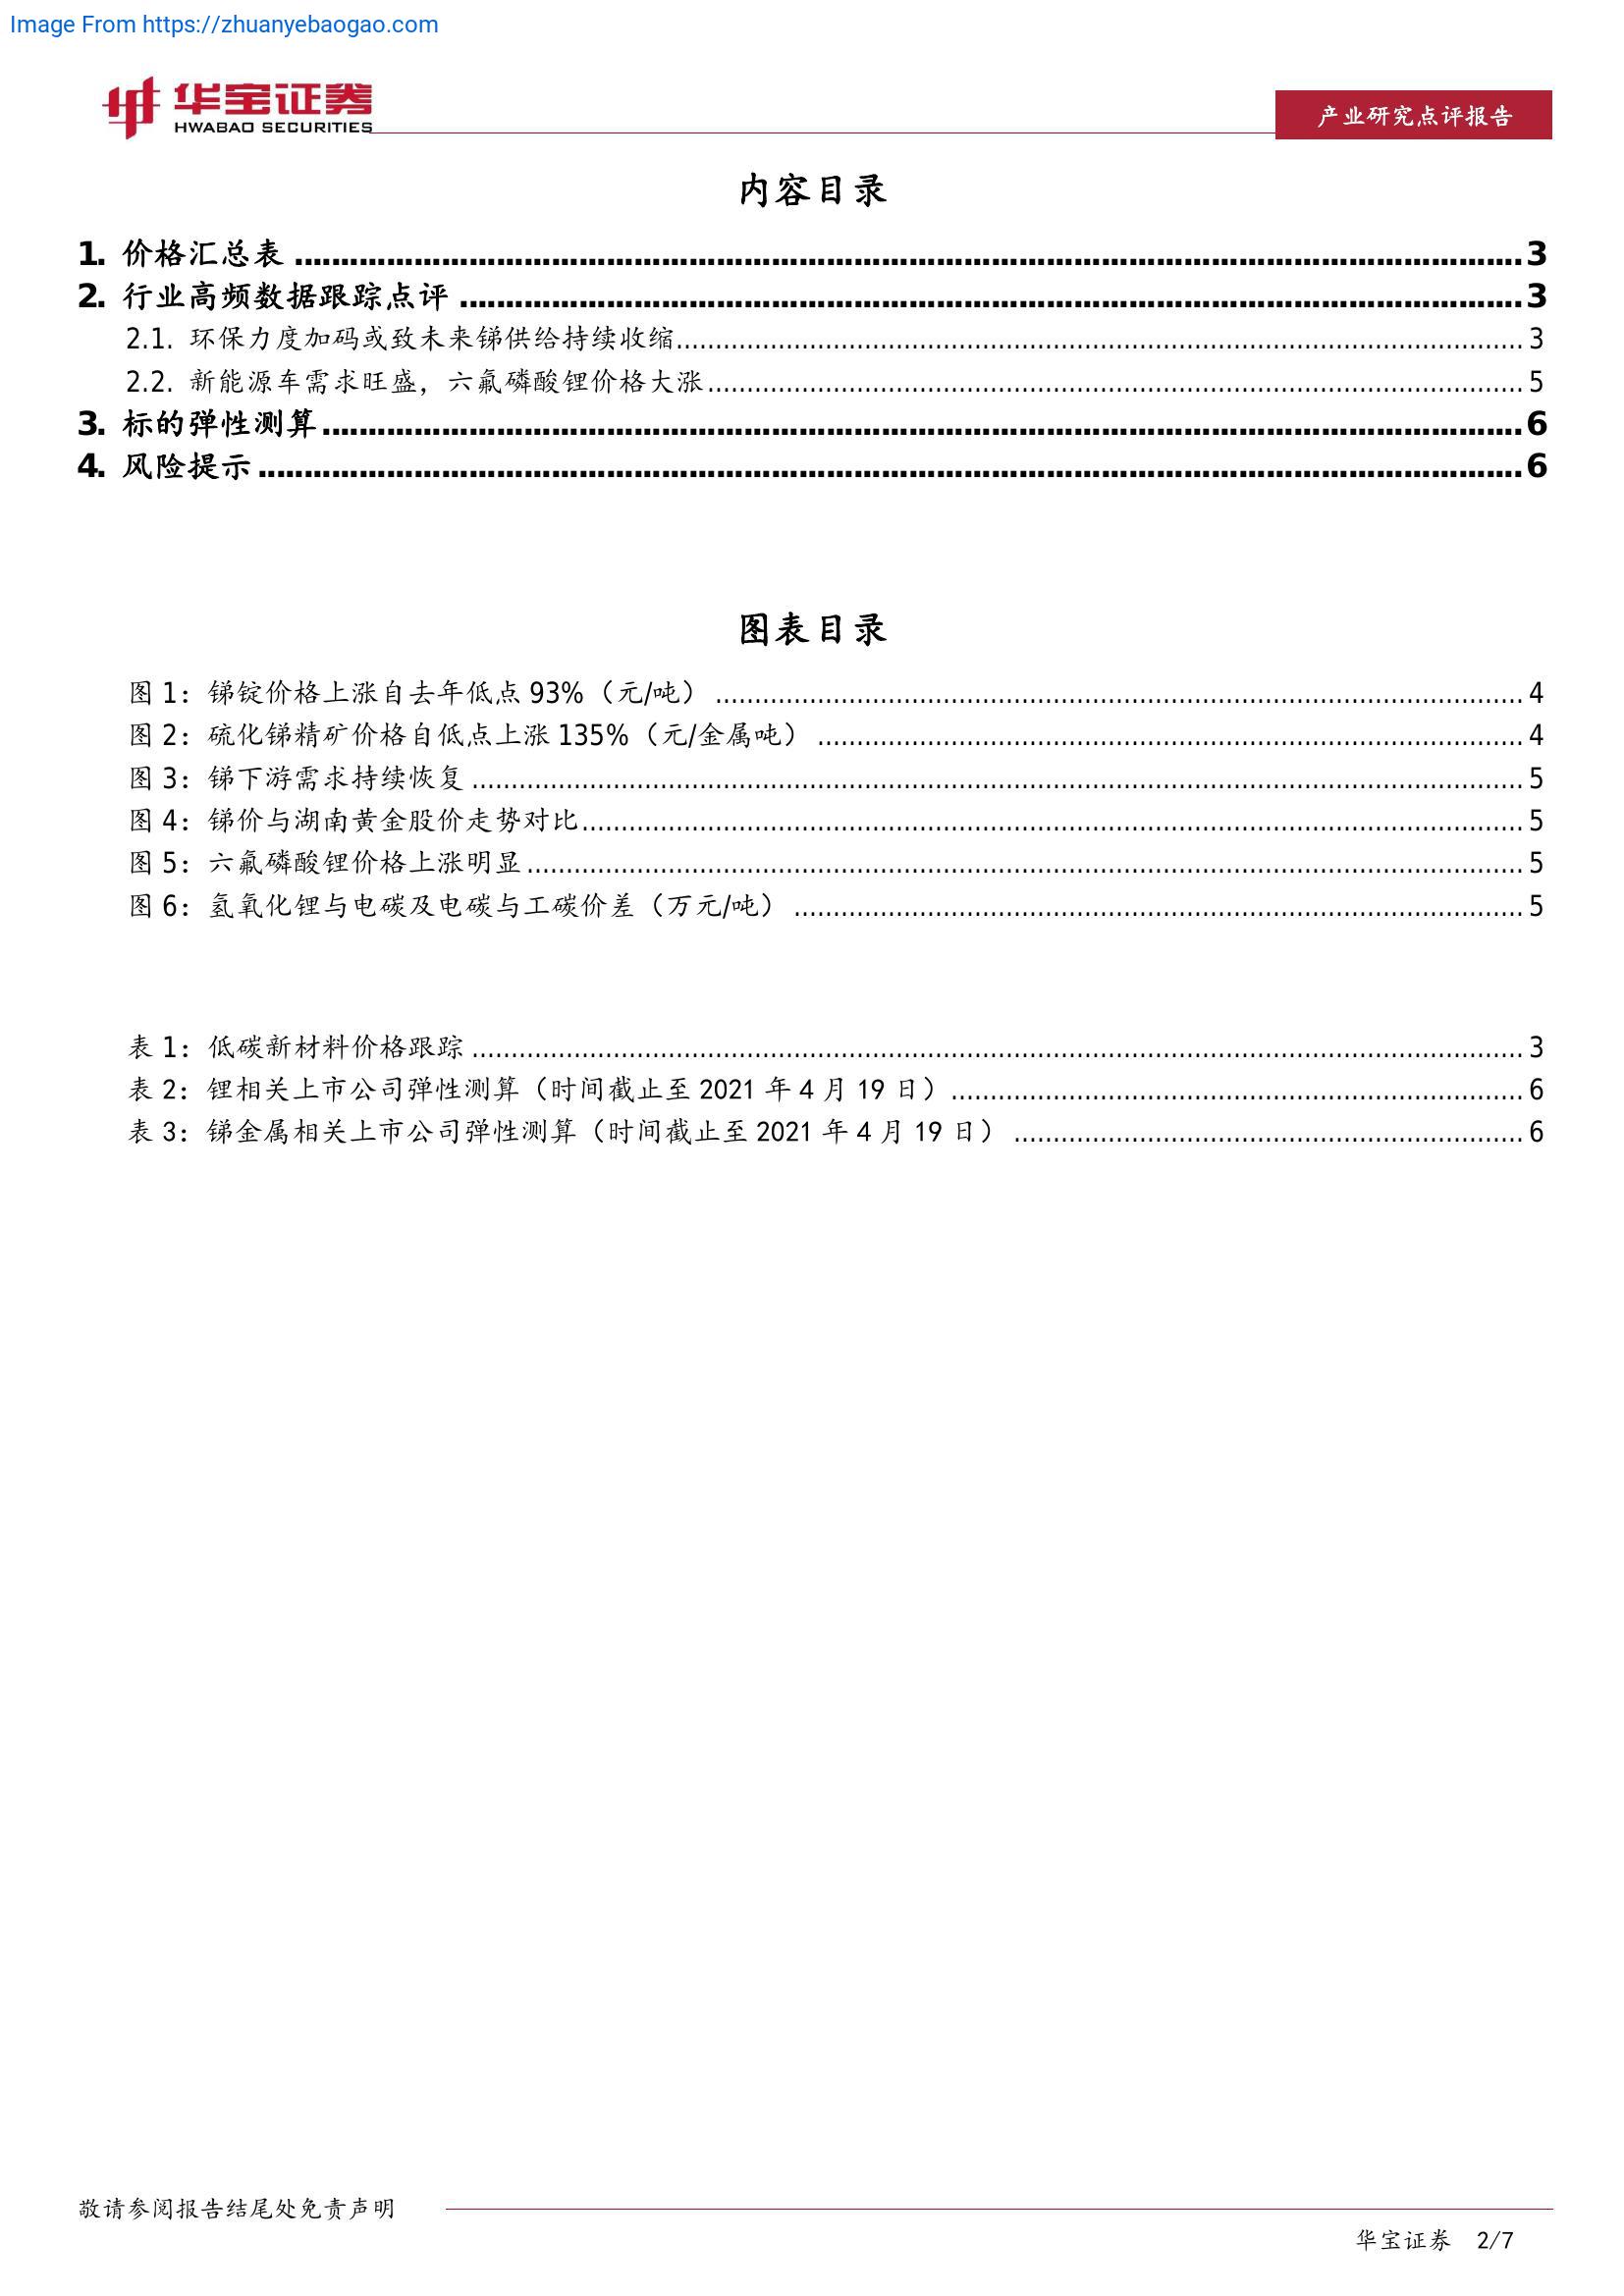 Image From https://zhuanyebaogao.com
华宝证券
HWABAO SECURITIES
产业研究点评报告
内容目录
1. 价格汇总表 3
2. 行业高频数据跟踪点评 3
2.1. 环保力度加码或致未来锑供给持续收缩 3
2.2. 新能源车需求旺盛，六氟磷酸锂价格大涨 5
3. 标的弹性测算 6
4. 风险提示 6
图表目录
图 1：锑锭价格上涨自去年低点 93%（元/吨） 4
图 2：硫化锑精矿价格自低点上涨 135%（元/金属吨） 4
图 3：锑下游需求持续恢复 5
图 4：锑价与湖南黄金股价走势对比 5
图 5：六氟磷酸锂价格上涨明显 5
图 6：氢氧化锂与电碳及电碳与工碳价差（万元/吨） 5
表 1：低碳新材料价格跟踪 3
表 2：锂相关上市公司弹性测算（时间截止至 2021 年 4 月 19 日） 6
表 3：锑金属相关上市公司弹性测算（时间截止至 2021 年 4 月 19 日） 6
敬请参阅报告结尾处免责声明
华宝证券 2/7